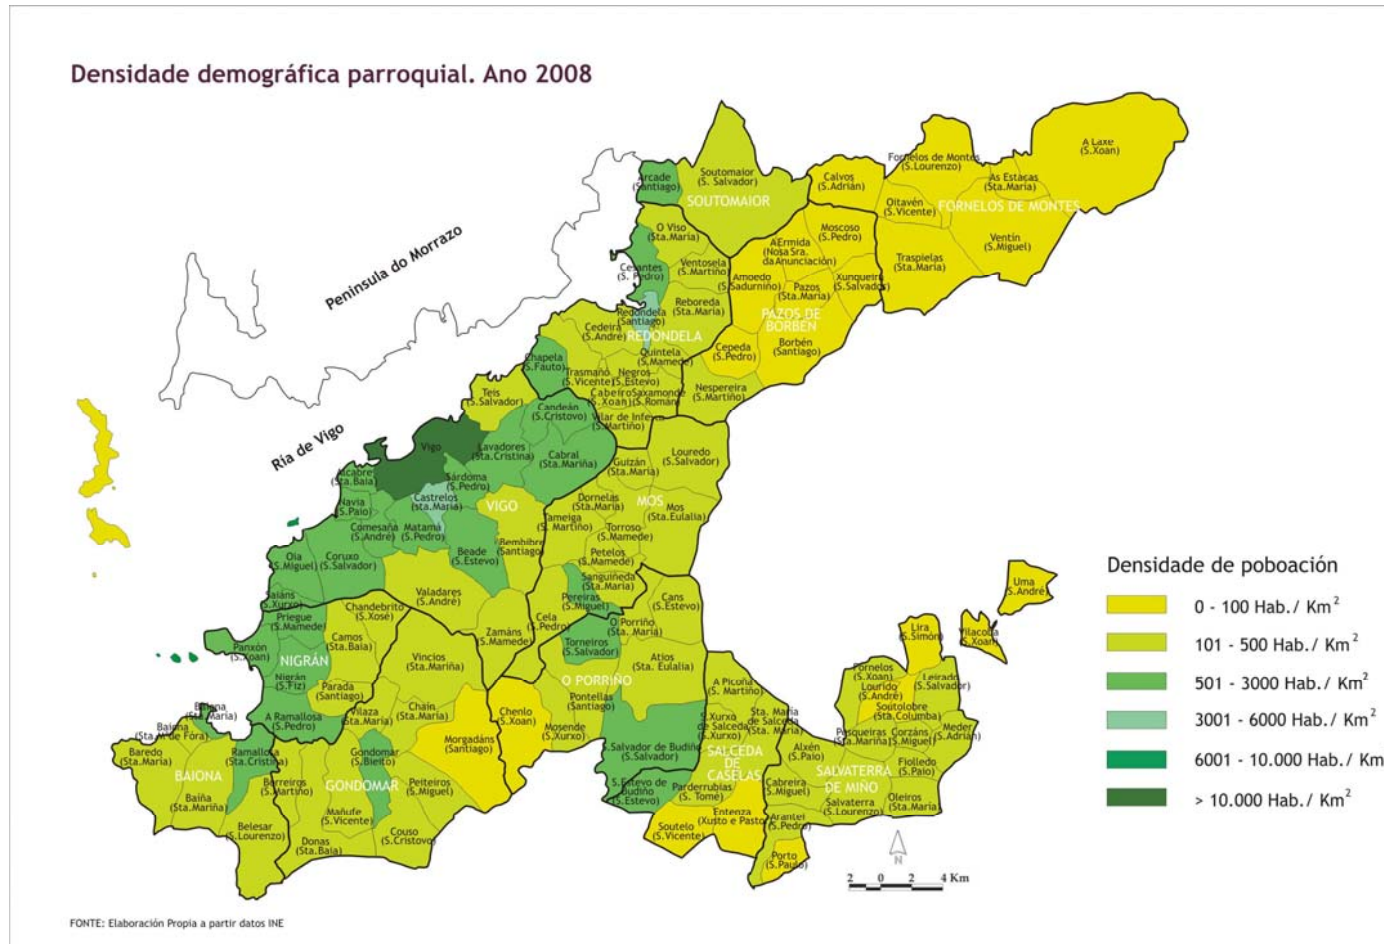 Densidade demográfica parroquial. Ano 2008
Península do Morrazo
Ría de Vigo
Arcade
(Santiago)
Soutomaior
(S. Salvador)
SOUTOMAIOR
Calvos
(S.Adrián)
Fornelos de Montes
(S.Lourenzo)
A Laxe
(S.Xoan)
As Estacas
(Sta.María)
Oitavén
(S.Vicente)
FORNELOS DE MONTES
Ventín
(S.Miguel)
Traspielas
(Sta.María)
O Viso
(Sta.María)
Cesantes
(S. Pedro)
Ventosela
(S.Martiño)
A Ermida
(Nosa Sra.
da Anunciación)
Moscoso
(S.Pedro)
Amoedo
(S.Sadurniño)
Pazos
(Sta.María)
Xunqueira
(S.Salvador)
PAZOS DE
BORBÉN
Redondela
(Santiago)
Reboreda
(Sta.María)
REDONDELA
Cedeira
(S.André)
Cepeda
(S.Pedro)
Borbén
(Santiago)
Chapela
(S.Fauto)
Quintela
(S.Mamede)
Trasmañó
(S.Vicente)
Negros
(S.Estevo)
Cabeiro
(S.Xoan)
Saxamonde
(S.Román)
Nespereira
(S.Martiño)
Teis
(S.Salvador)
Candeán
(S.Cristovo)
Vilar de Infesta
(S.Martiño)
Vigo
Lavadores
(Sta.Cristina)
Cabral
(Sta.Mariña)
Guizán
(Sta.María)
Louredo
(S.Salvador)
Alcabre
(Sta.Baia)
Sárdoma
(S.Pedro)
Castrelos
(sta.María)
Navia
(S.Paio)
VIGO
Dornelas
(Sta.María)
MOS
Mos
(Sta.Eulalia)
Tameiga
(S. Martiño)
Torroso
(S.Mamede)
Comesaña
(S.André)
Matamá
(S.Pedro)
Bembibre
(Santiago)
Beade
(S.Estevo)
Petelos
(S.Mamede)
Oia
(S.Miguel)
Coruxo
(S.Salvador)
Sanguiñeda
(Sta.María)
Pereiras
(S.Miguel)
Cans
(S.Estevo)
Saiáns
(S.Xurxo)
Valadares
(S.André)
Chandebrito
(S.Xosé)
Priegue
(S.Mamede)
Camos
(Sta.Baia)
Zamáns
(S.Mamede)
Cela
(S.Pedro)
O Porriño
(Sta. María)
Torneiros
(S.Salvador)
Panxón
(S.Xoan)
NIGRÁN
Nigrán
(S.Fiz)
Vincios
(Sta.Mariña)
Atios
(Sta. Eulalia)
O PORRIÑO
Parada
(Santiago)
Pontellas
(Santiago)
A Picoña
(S. Martiño)
Baiona
(Sta.María)
A Ramallosa
(S.Pedro)
Vilaza
(Sta.María)
Chaín
(Sta.María)
Chenlo
(S.Xoan)
Mosende
(S.Xurxo)
Baiona
(Sta.M de Fóra)
Morgadáns
(Santiago)
Baredo
(Sta.María)
Ramallosa
(Sta.Cristina)
Gondomar
(S.Bieito)
BAIONA
Borreiros
(S.Martiño)
GONDOMAR
Peiteiros
(S.Miguel)
Baíña
(Sta.Mariña)
Belesar
(S.Lourenzo)
Mañufe
(S.Vicente)
Donas
(Sta.Baia)
Couso
(S.Cristovo)
S.Salvador de Budiño
(S.Salvador)
S.Estevo de
Budiño
(S.Estevo)
S.Xurxo
de Salceda
(S.Xurxo)
Sta. María
de Salceda
(Sta. María)
SALCEDA
DE
CASELAS
Parderrubias
(S. Tomé)
Soutelo
(S.Vicente)
Entenza
(Xusto e Pastor)
Uma
(S.André)
Vilacoba
(S.Xoan)
Lira
(S.Simón)
Fornelos
(S.Xoan)
Leirado
(S.Salvador)
Lourido
(S.André)
Soutolobre
(Sta.Columba)
Pesqueiras
(Sta.Mariña)
Corzáns
(S.Miguel)
Meder
(S.Adrián)
Alxén
(S.Paio)
Fiolledo
(S.Paio)
SALVATERRA
DE MIÑO
Cabreira
(S.Miguel)
Salvaterra
(S.Lourenzo)
Oleiros
(Sta.María)
Arantei
(S.Pedro)
Porto
(S.Paulo)
N
2 0 2 4 Km
Densidade de poboación
0 - 100 Hab./ Km²
101 - 500 Hab./ Km²
501 - 3000 Hab./ Km²
3001 - 6000 Hab./ Km²
6001 - 10.000 Hab./ Km
> 10.000 Hab./ Km²
FONTE: Elaboración Propia a partir datos INE